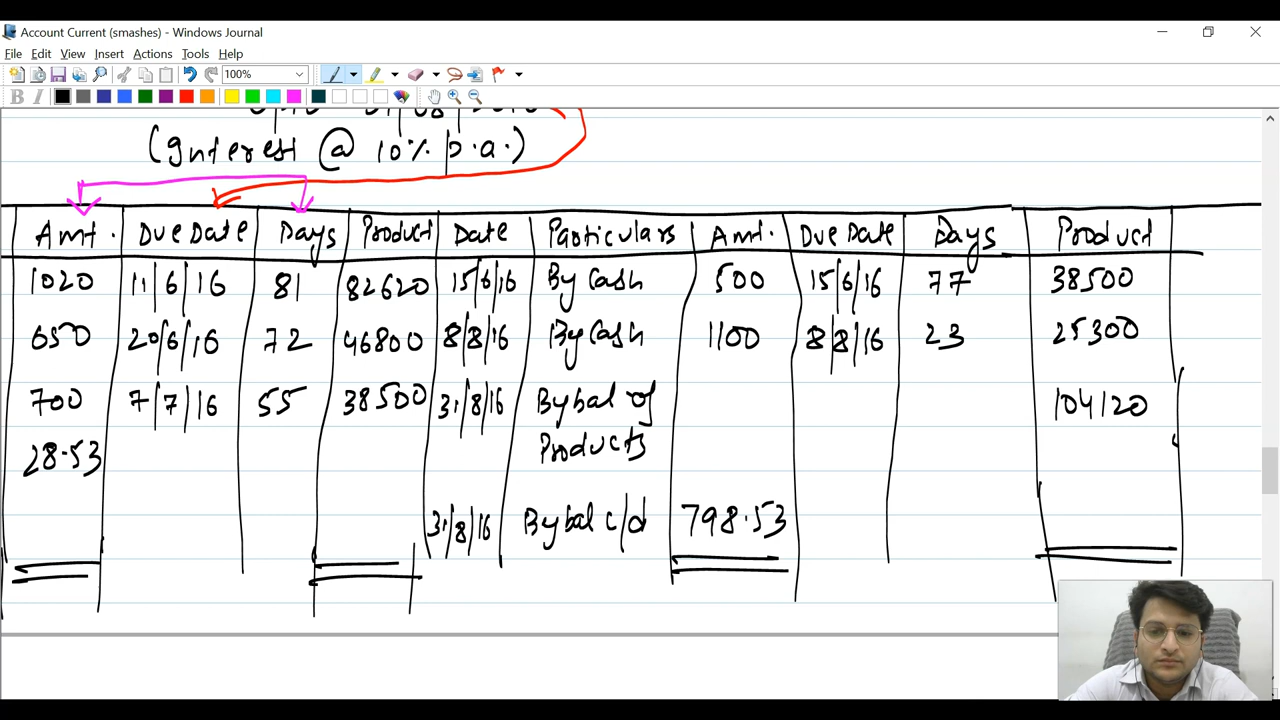 Account Current (smashes) - Windows Journal
File Edit View Insert Actions Tools Help
100%
B I
(Interest @ 10% p.a.)
Amt. Due Date Days Product Date Particulars Amt. Due Date Days Product
1020 11/6/16 81 82620 15/6/16 By Cash 500 15/6/16 77 38500
650 20/6/16 72 46800 8/8/16 By Cash 1100 8/8/16 23 25300
700 7/7/16 55 38500 31/8/16 By bal of 104120
28.53 Products
31/8/16 By bal c/d 798.53